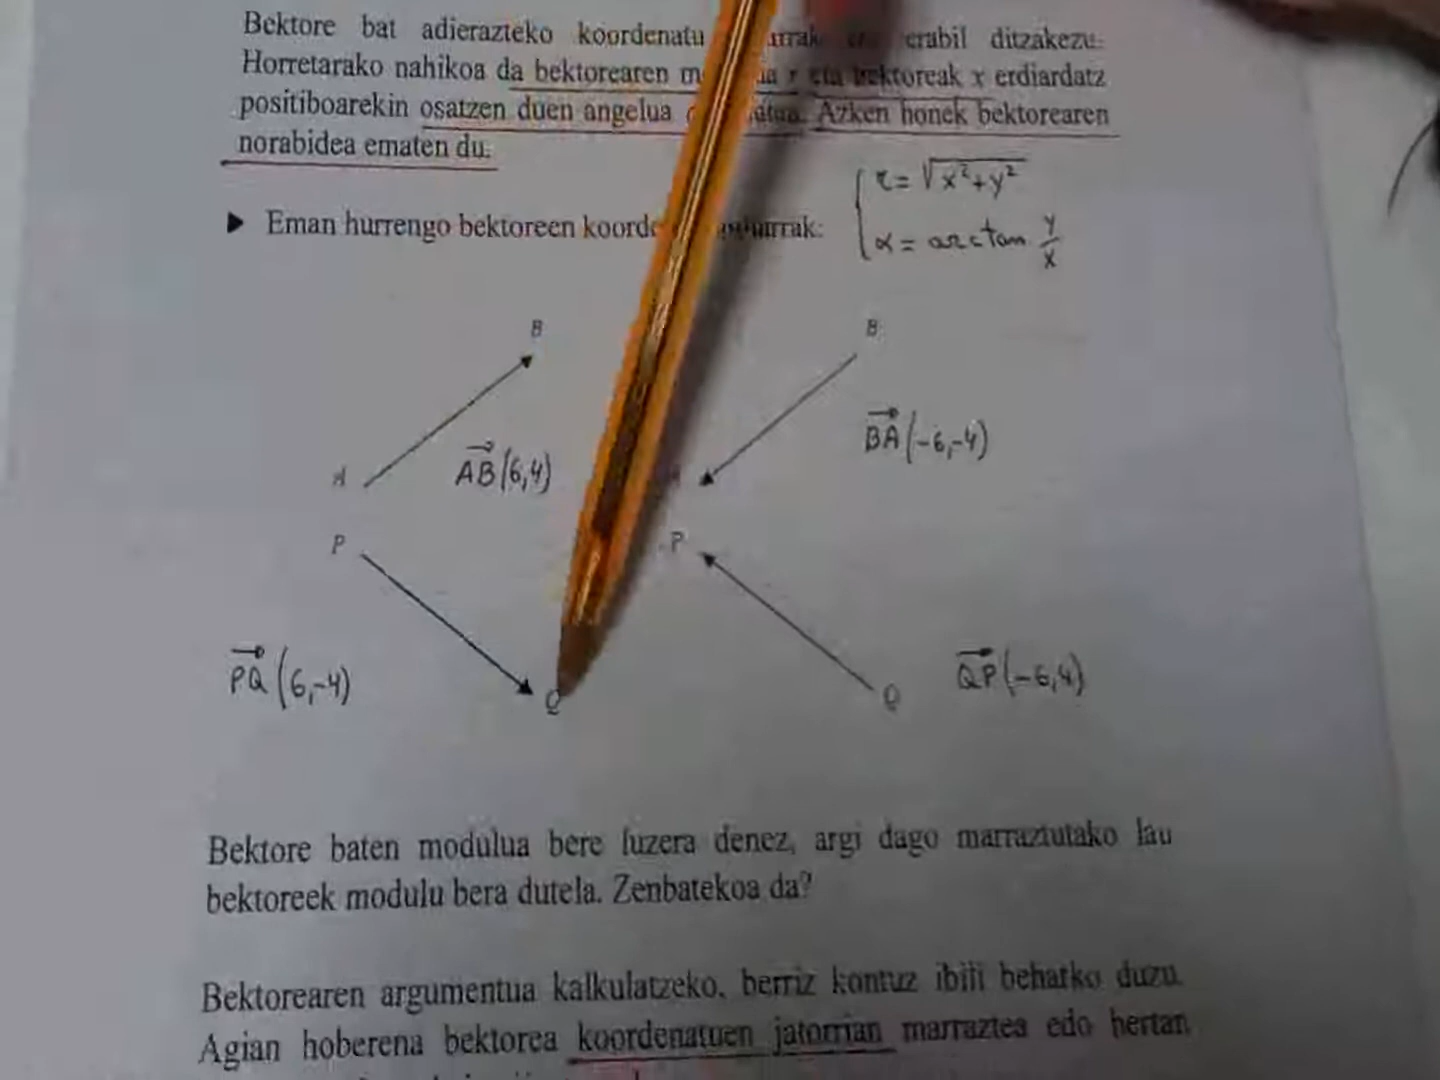 Bektore bat adierazteko koordenatu erabil ditzakezu.
Horretarako nahikoa da bektorearen r eta bektoreak x erdiardatz
positiboarekin osatzen duen angelua Azken honek bektorearen
norabidea ematen du.
r = √x²+y²
▶ Eman hurrengo bektoreen
α = arctan y/x
B B
BA (-6,-4)
A AB (6,4)
P P
PQ (6,-4) Q Q QP (-6,4)
Bektore baten modulua bere luzera denez, argi dago marraztutako lau
bektoreek modulu bera dutela. Zenbatekoa da?
Bektorearen argumentua kalkulatzeko, berriz kontuz ibili beharko duzu.
Agian hoberena bektorea koordenatuen jatorrian marraztea edo bertan